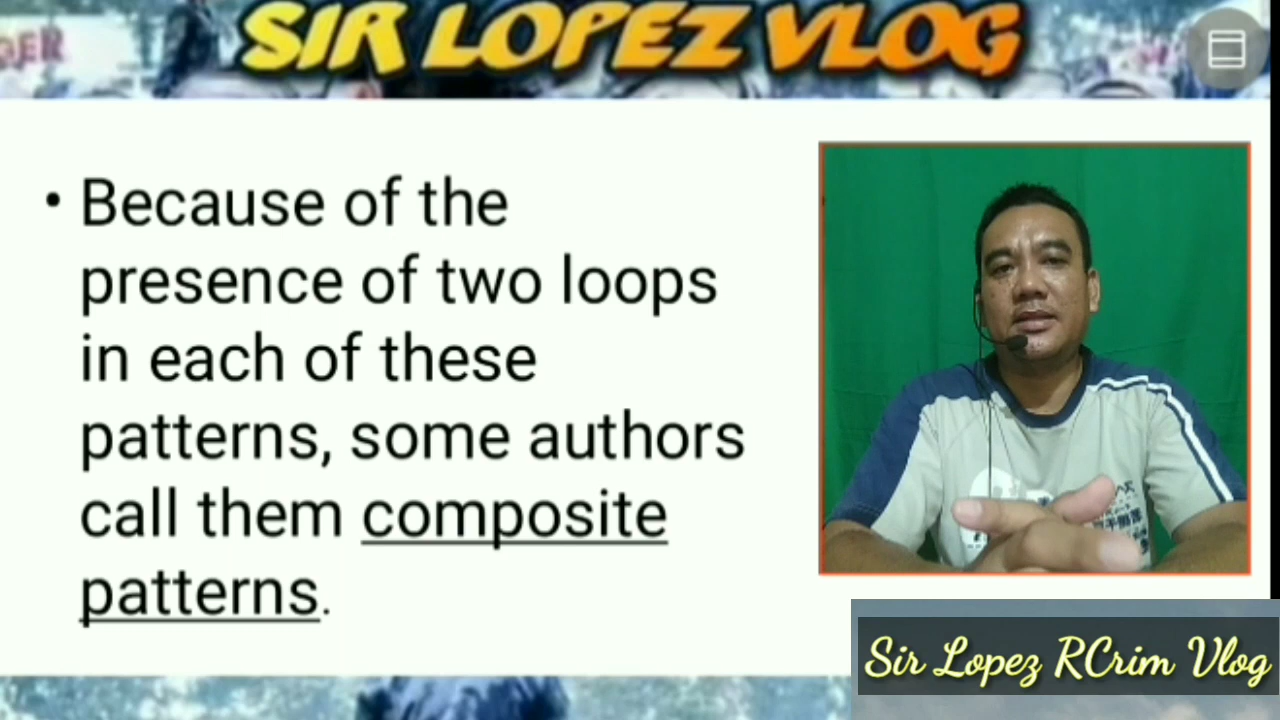 SIR LOPEZ VLOG
• Because of the
presence of two loops
in each of these
patterns, some authors
call them composite
patterns.
Sir Lopez RCrim Vlog